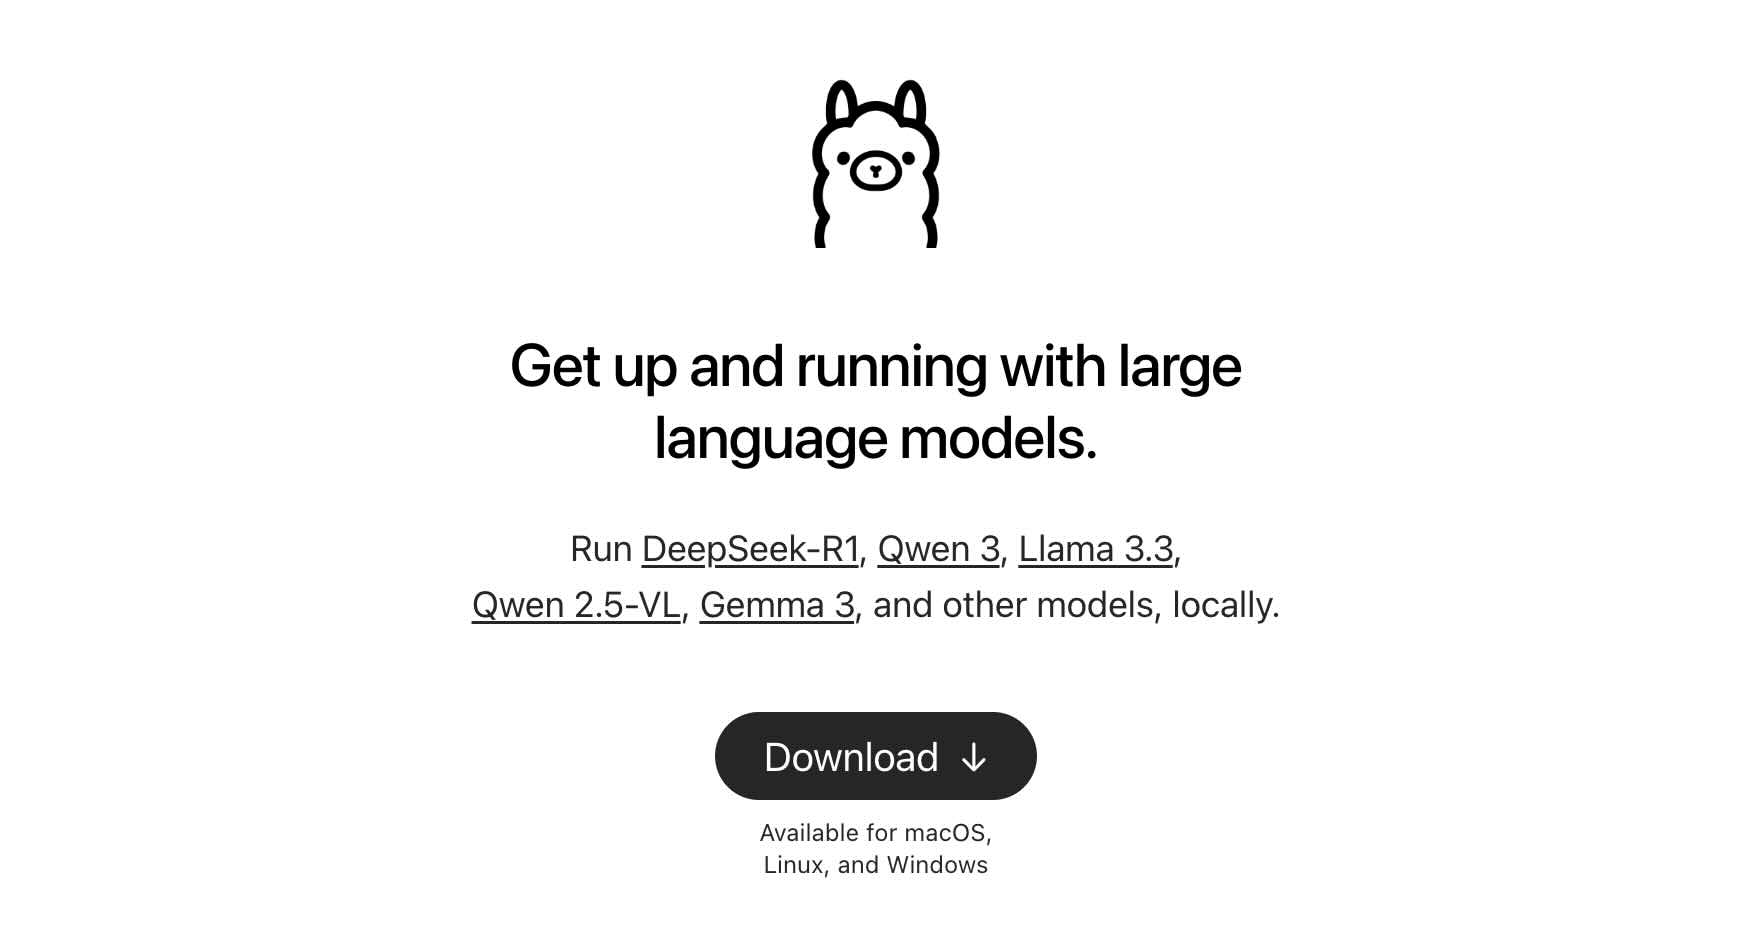 Get up and running with large
language models.
Run DeepSeek-R1, Qwen 3, Llama 3.3,
Qwen 2.5-VL, Gemma 3, and other models, locally.
Download ↓
Available for macOS,
Linux, and Windows